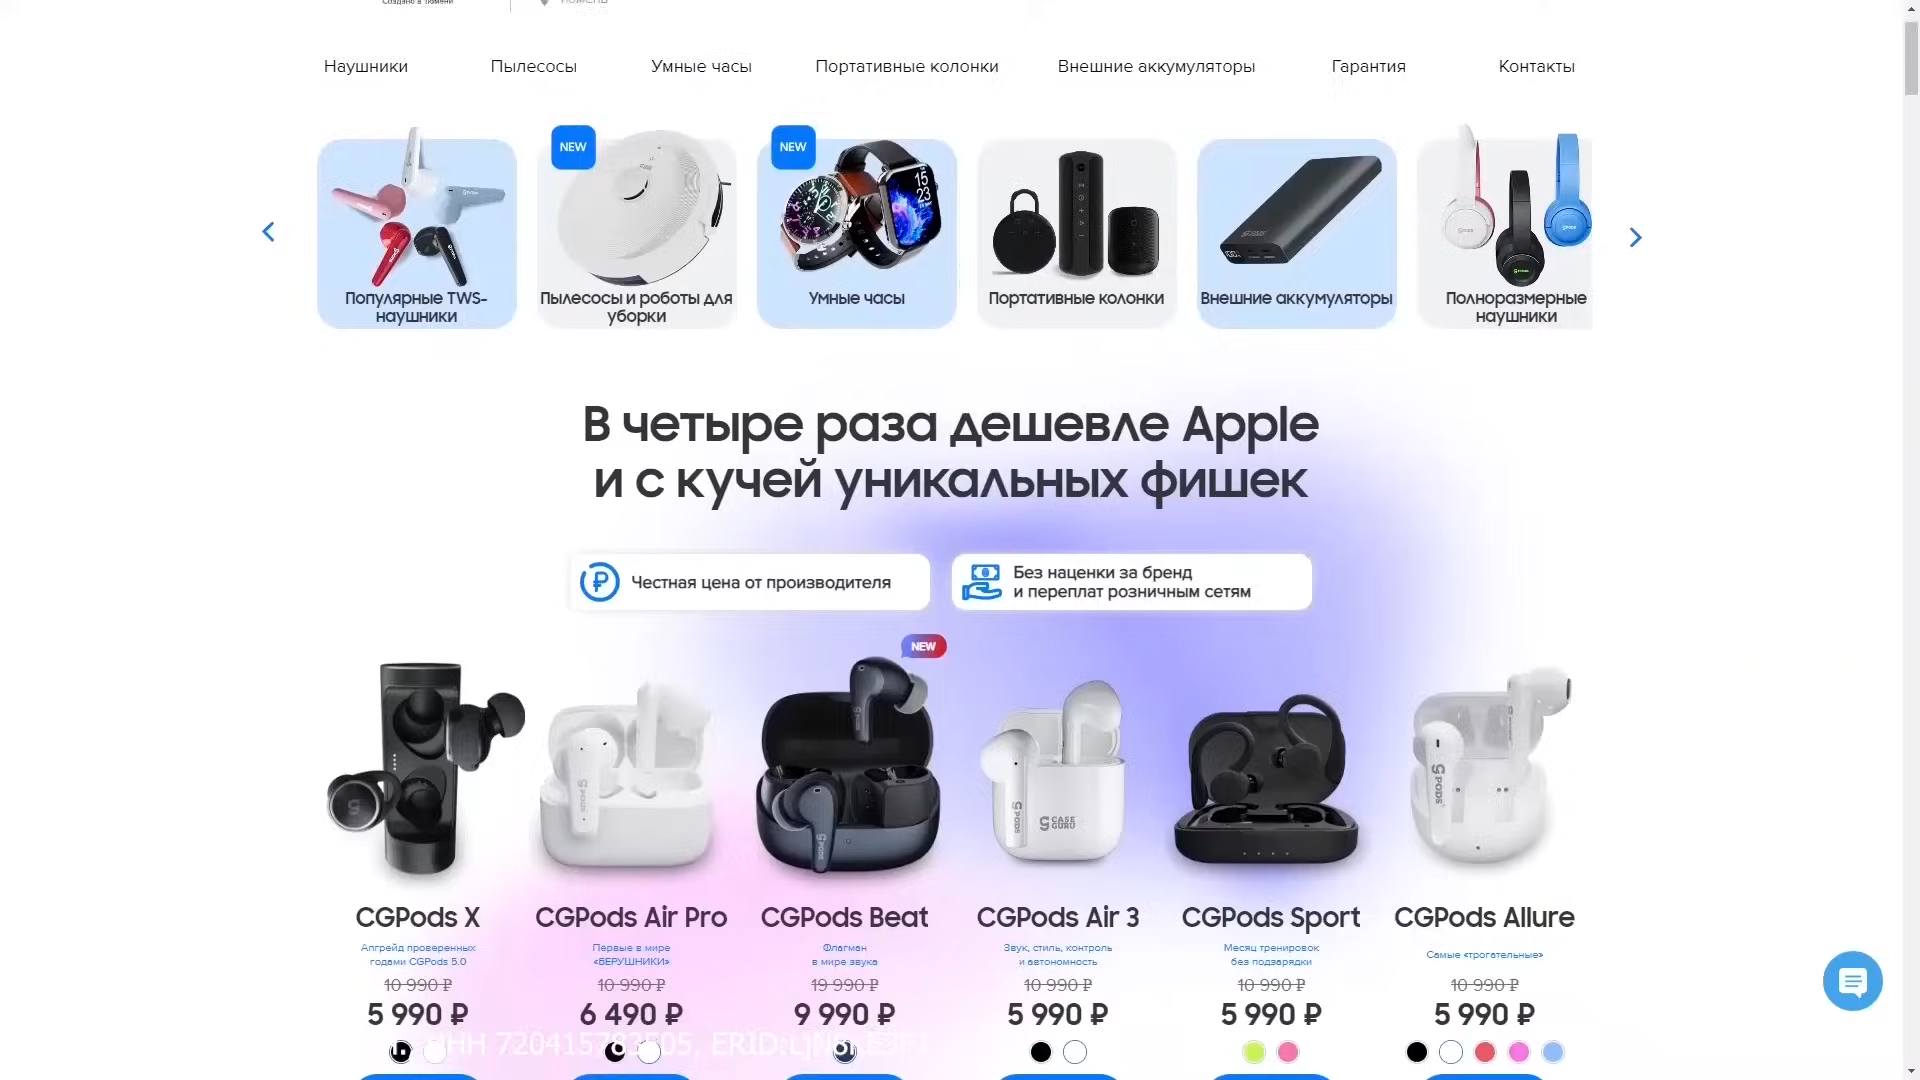 Создано в Тюмени
Тюмень
Наушники Пылесосы Умные часы Портативные колонки Внешние аккумуляторы Гарантия Контакты
NEW NEW
Популярные TWS-
наушники
Пылесосы и роботы для
уборки
Умные часы
Портативные колонки
Внешние аккумуляторы
Полноразмерные
наушники
В четыре раза дешевле Apple
и с кучей уникальных фишек
Честная цена от производителя
Без наценки за бренд
и переплат розничным сетям
NEW
CASE
GURU
CGPods X
Апгрейд проверенных
годами CGPods 5.0
10 990 ₽
5 990 ₽
CGPods Air Pro
Первые в мире
«БЕРУШНИКИ»
10 990 ₽
6 490 ₽
CGPods Beat
Флагман
в мире звука
19 990 ₽
9 990 ₽
CGPods Air 3
Звук, стиль, контроль
и автономность
10 990 ₽
5 990 ₽
CGPods Sport
Месяц тренировок
без подзарядки
10 990 ₽
5 990 ₽
CGPods Allure
Самые «трогательные»
10 990 ₽
5 990 ₽